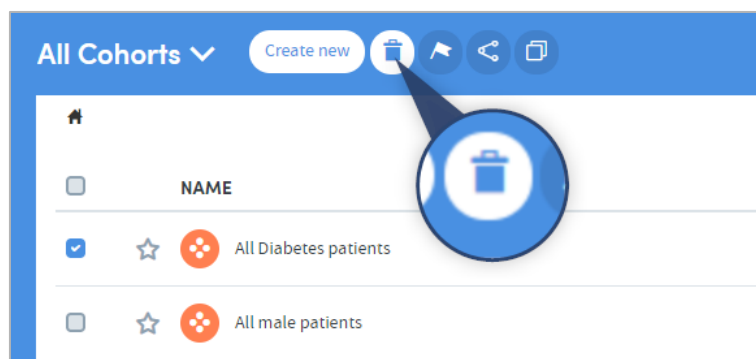 All Cohorts
Create new
NAME
All Diabetes patients
All male patients